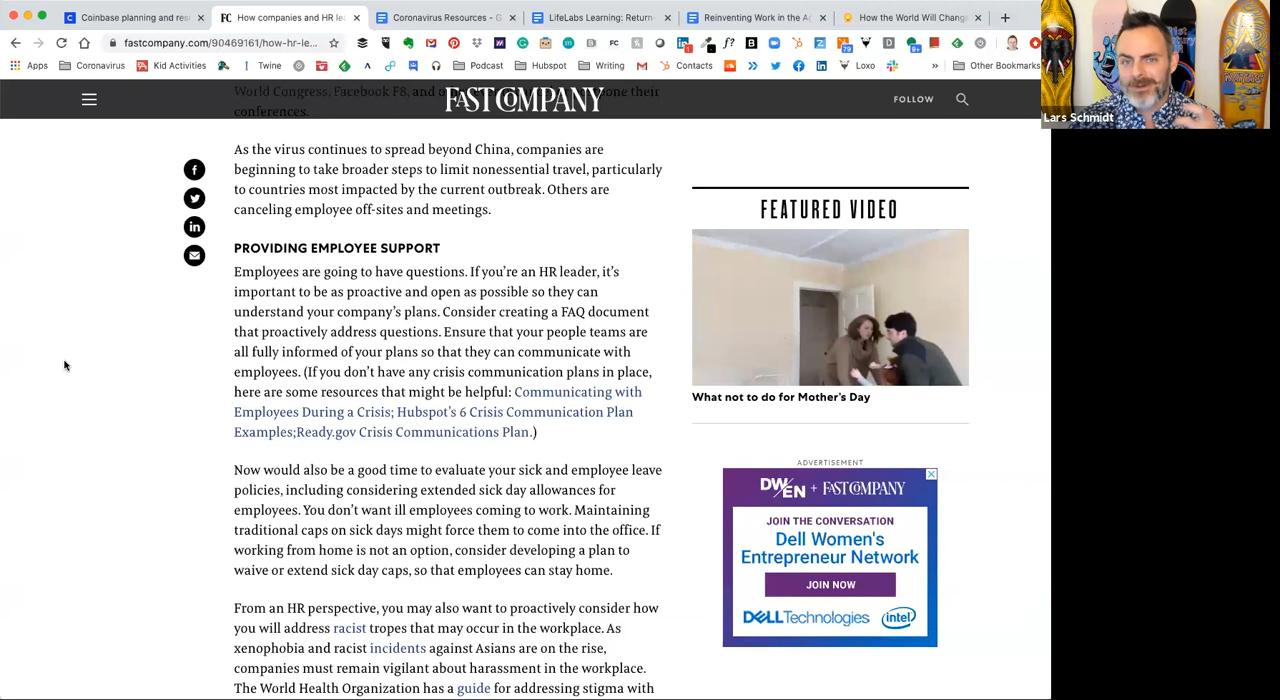 Coinbase planning and res
FC How companies and HR le
Coronavirus Resources - G
LifeLabs Learning: Return
Reinventing Work in the A
How the World Will Chang
fastcompany.com/90469161/how-hr-le...
Apps
Coronavirus
Kid Activities
Twine
Podcast
Hubspot
Writing
Contacts
Loxo
Other Bookmarks
Lars Schmidt
FAST COMPANY
FOLLOW
World Congress, Facebook F8, and
conferences.
As the virus continues to spread beyond China, companies are
beginning to take broader steps to limit nonessential travel, particularly
to countries most impacted by the current outbreak. Others are
canceling employee off-sites and meetings.
PROVIDING EMPLOYEE SUPPORT
Employees are going to have questions. If you’re an HR leader, it’s
important to be as proactive and open as possible so they can
understand your company’s plans. Consider creating a FAQ document
that proactively address questions. Ensure that your people teams are
all fully informed of your plans so that they can communicate with
employees. (If you don’t have any crisis communication plans in place,
here are some resources that might be helpful: Communicating with
Employees During a Crisis; Hubspot’s 6 Crisis Communication Plan
Examples;Ready.gov Crisis Communications Plan.)
Now would also be a good time to evaluate your sick and employee leave
policies, including considering extended sick day allowances for
employees. You don’t want ill employees coming to work. Maintaining
traditional caps on sick days might force them to come into the office. If
working from home is not an option, consider developing a plan to
waive or extend sick day caps, so that employees can stay home.
From an HR perspective, you may also want to proactively consider how
you will address racist tropes that may occur in the workplace. As
xenophobia and racist incidents against Asians are on the rise,
companies must remain vigilant about harassment in the workplace.
The World Health Organization has a guide for addressing stigma with
FEATURED VIDEO
What not to do for Mother’s Day
ADVERTISEMENT
DWEN + FAST COMPANY
JOIN THE CONVERSATION
Dell Women's
Entrepreneur Network
JOIN NOW
DELL Technologies
intel